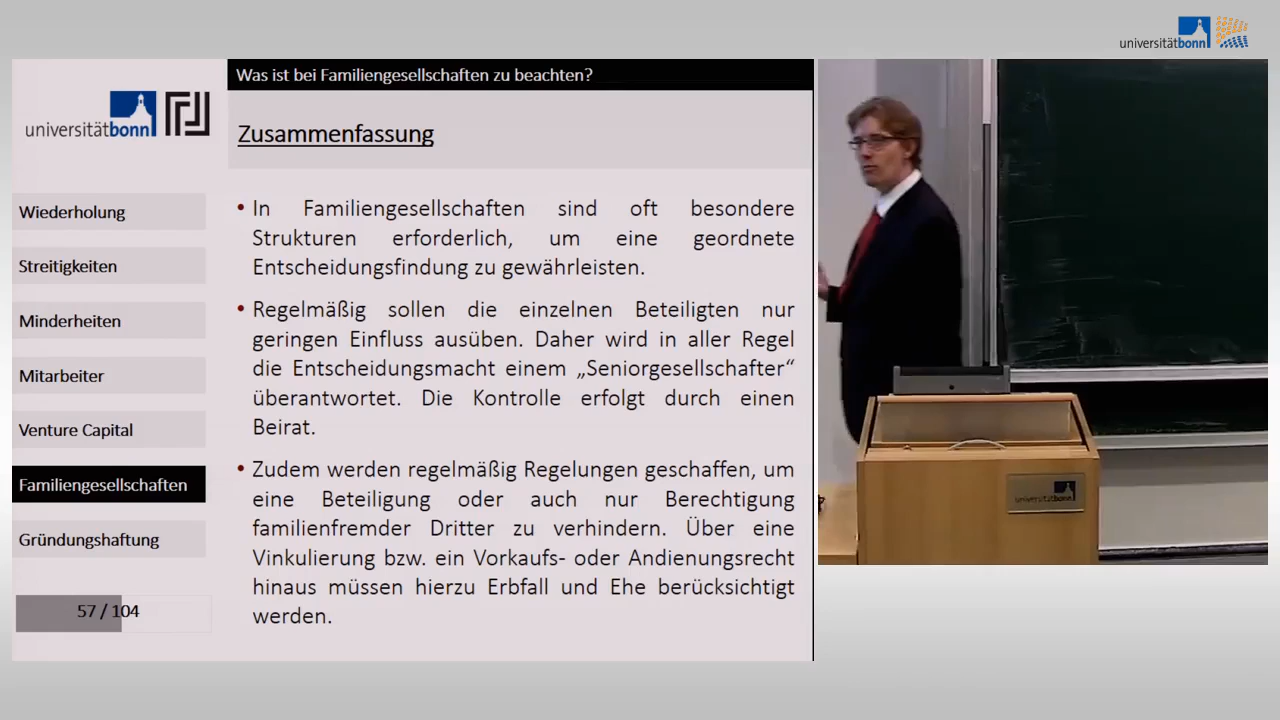 universitätbonn
Was ist bei Familiengesellschaften zu beachten?
universitätbonn
Zusammenfassung
Wiederholung
Streitigkeiten
Minderheiten
Mitarbeiter
Venture Capital
Familiengesellschaften
Gründungshaftung
57 / 104
• In Familiengesellschaften sind oft besondere
Strukturen erforderlich, um eine geordnete
Entscheidungsfindung zu gewährleisten.
• Regelmäßig sollen die einzelnen Beteiligten nur
geringen Einfluss ausüben. Daher wird in aller Regel
die Entscheidungsmacht einem „Seniorgesellschafter“
überantwortet. Die Kontrolle erfolgt durch einen
Beirat.
• Zudem werden regelmäßig Regelungen geschaffen, um
eine Beteiligung oder auch nur Berechtigung
familienfremder Dritter zu verhindern. Über eine
Vinkulierung bzw. ein Vorkaufs- oder Andienungsrecht
hinaus müssen hierzu Erbfall und Ehe berücksichtigt
werden.
universitätbonn